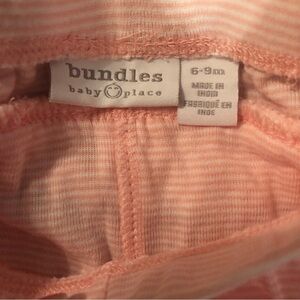 bundles
baby place
6-9m
MADE IN
INDIA
FABRIQUÉ EN
INDE